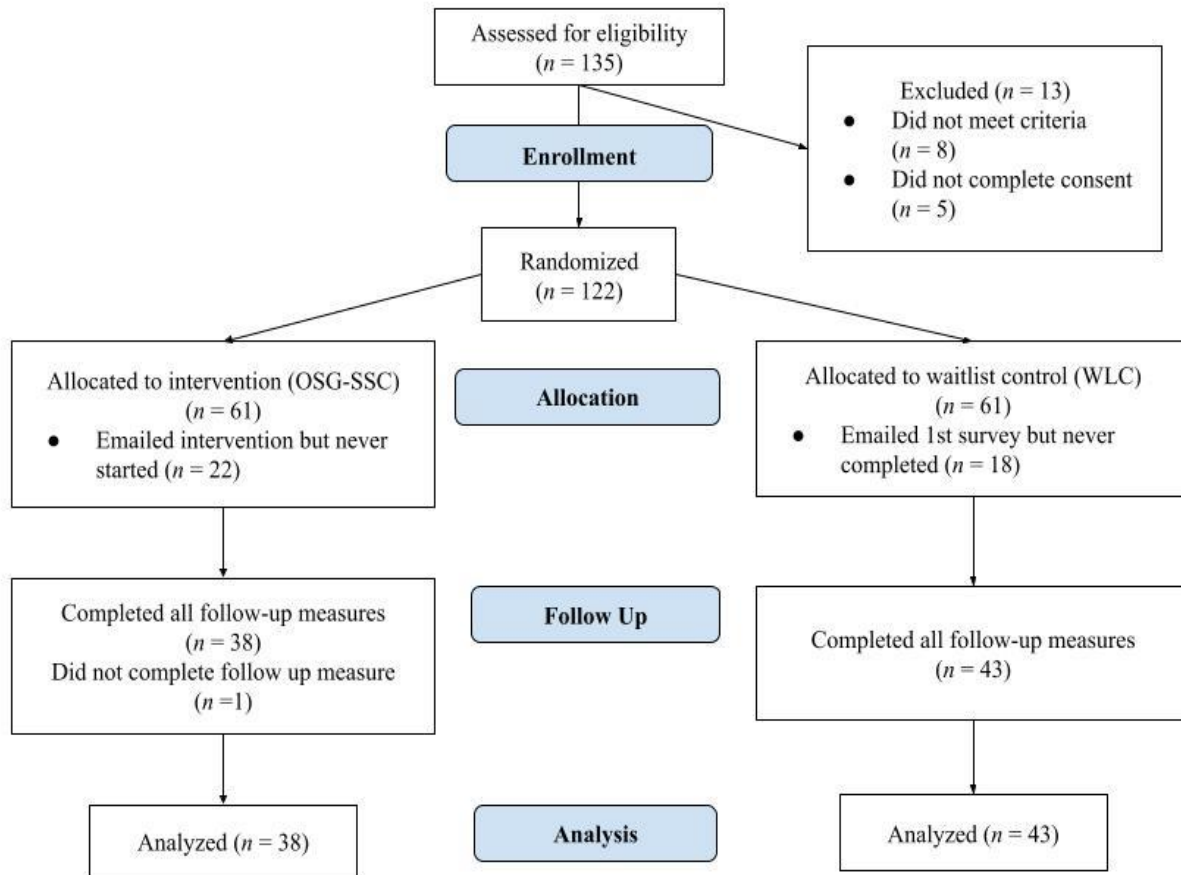 Assessed for eligibility
(n = 135)
Excluded (n = 13)
● Did not meet criteria
(n = 8)
● Did not complete consent
(n = 5)
Enrollment
Randomized
(n = 122)
Allocated to intervention (OSG-SSC)
(n = 61)
● Emailed intervention but never
started (n = 22)
Allocation
Allocated to waitlist control (WLC)
(n = 61)
● Emailed 1st survey but never
completed (n = 18)
Completed all follow-up measures
(n = 38)
Did not complete follow up measure
(n =1)
Follow Up
Completed all follow-up measures
(n = 43)
Analyzed (n = 38)
Analysis
Analyzed (n = 43)